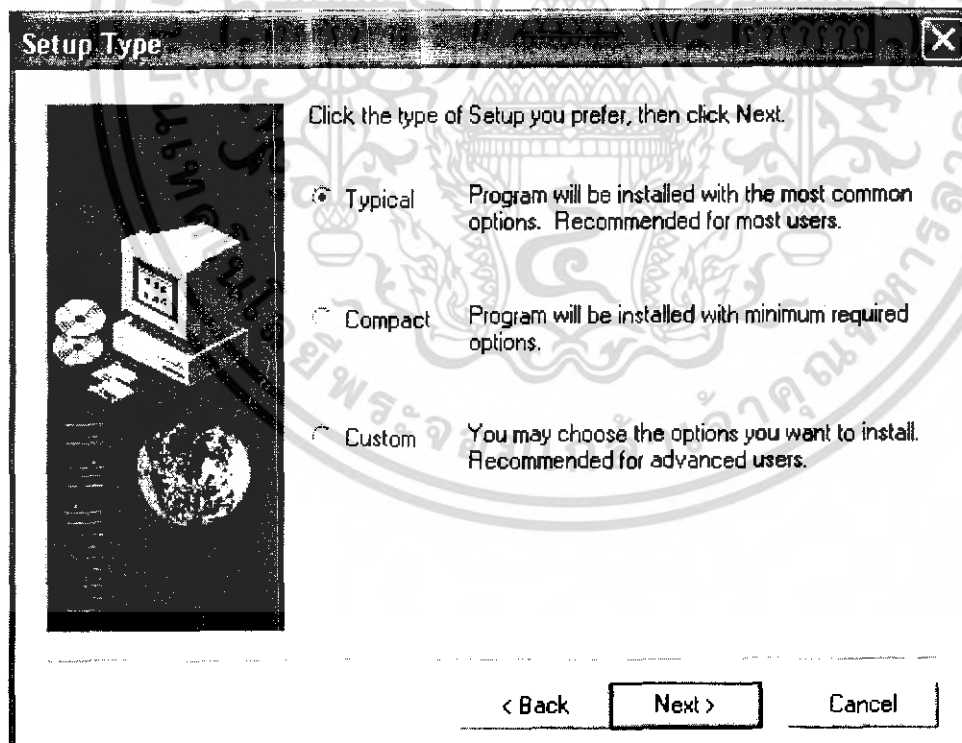 Setup Type
Click the type of Setup you prefer, then click Next.
Typical Program will be installed with the most common
options. Recommended for most users.
Compact Program will be installed with minimum required
options.
Custom You may choose the options you want to install.
Recommended for advanced users.
< Back Next > Cancel